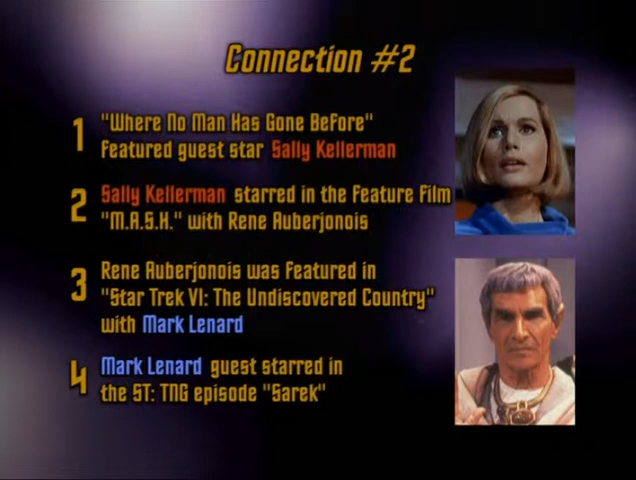 Connection #2
1 "Where No Man Has Gone Before"
Featured guest star Sally Kellerman
2 Sally Kellerman starred in the Feature Film
"M.A.S.H." with Rene Auberjonois
3 Rene Auberjonois was Featured in
"Star Trek VI: The Undiscovered Country"
with Mark Lenard
4 Mark Lenard guest starred in
the ST: TNG episode "Sarek"